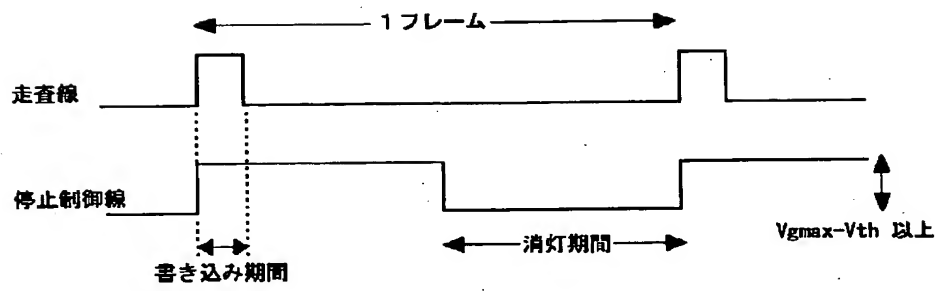 1フレーム
走査線
停止制御線
消灯期間
Vgmax-Vth 以上
書き込み期間